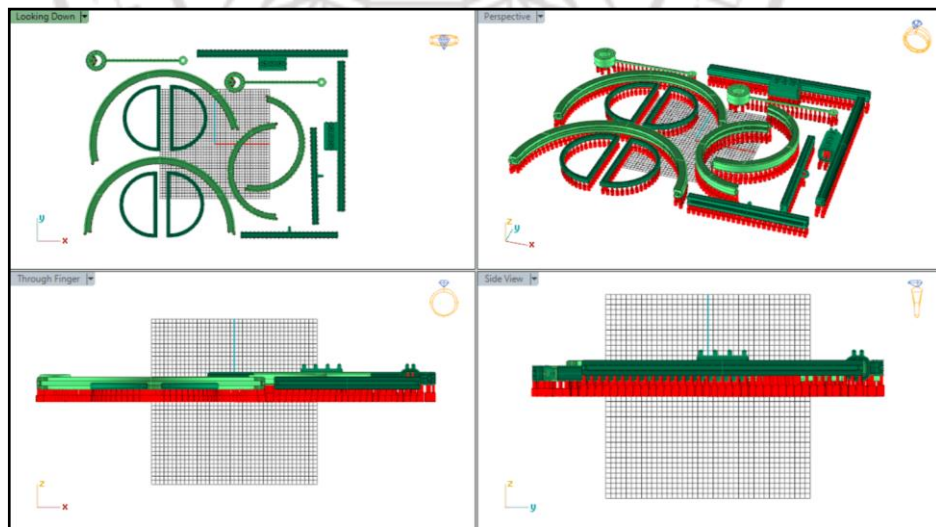 Looking Down
Perspective
y
x
z
y
x
Through Finger
Side View
z
x
z
y